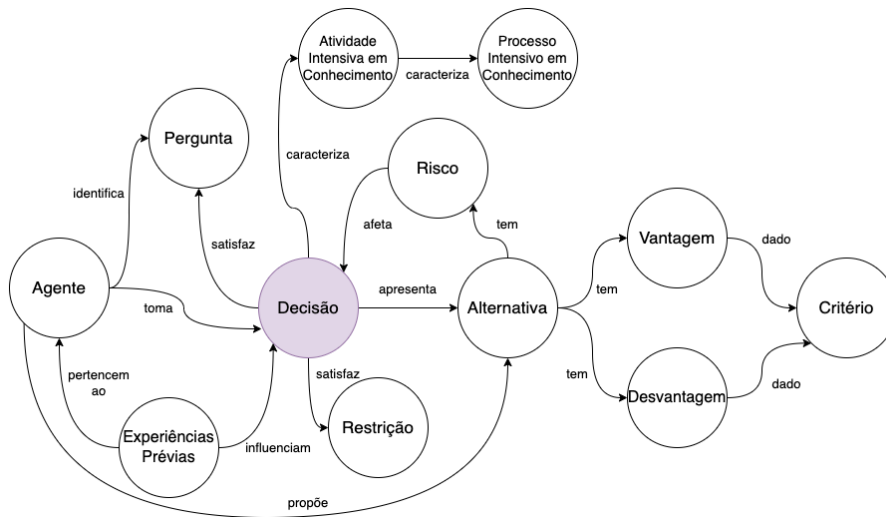 Atividade
Intensiva em
Conhecimento
caracteriza
Processo
Intensivo em
Conhecimento
Pergunta
caracteriza
Risco
identifica
afeta
tem
satisfaz
Vantagem
dado
Agente
toma
Decisão
apresenta
Alternativa
tem
Critério
tem
satisfaz
pertencem
ao
Desvantagem
dado
Experiências
Prévias
influenciam
Restrição
propõe